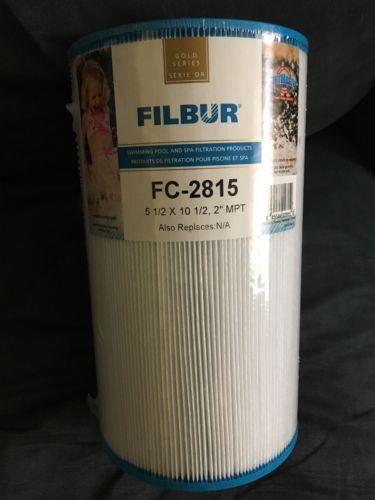 GOLD
SERIES
SÉRIE OR
FILBUR®
SWIMMING POOL AND SPA FILTRATION PRODUCTS
PRODUITS DE FILTRATION POUR PISCINE ET SPA
FC-2815
5 1/2 X 10 1/2, 2" MPT
Also Replaces:N/A